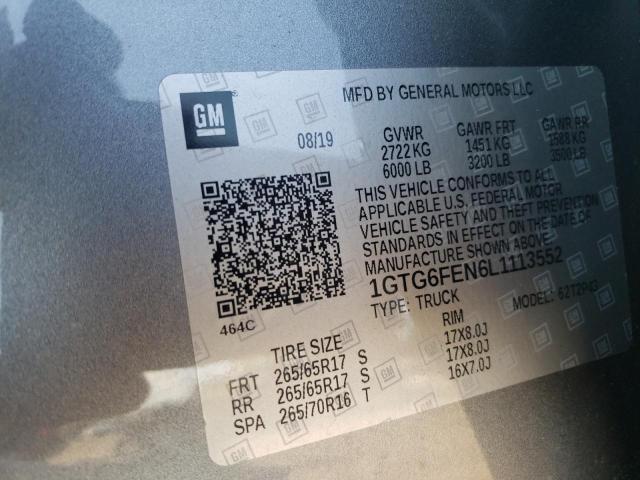 GM
MFD BY GENERAL MOTORS LLC
08/19
GVWR GAWR FRT GAWR RR
2722 KG 1451 KG 1588 KG
6000 LB 3200 LB 3500 LB
THIS VEHICLE CONFORMS TO ALL
APPLICABLE U.S. FEDERAL MOTOR
VEHICLE SAFETY AND THEFT PREVENTION
STANDARDS IN EFFECT ON THE DATE OF
MANUFACTURE SHOWN ABOVE.
1GTG6FEN6L1113552
TYPE: TRUCK MODEL: 62T2P43
464C
TIRE SIZE RIM
FRT 265/65R17 S 17X8.0J
RR 265/65R17 S 17X8.0J
SPA 265/70R16 T 16X7.0J